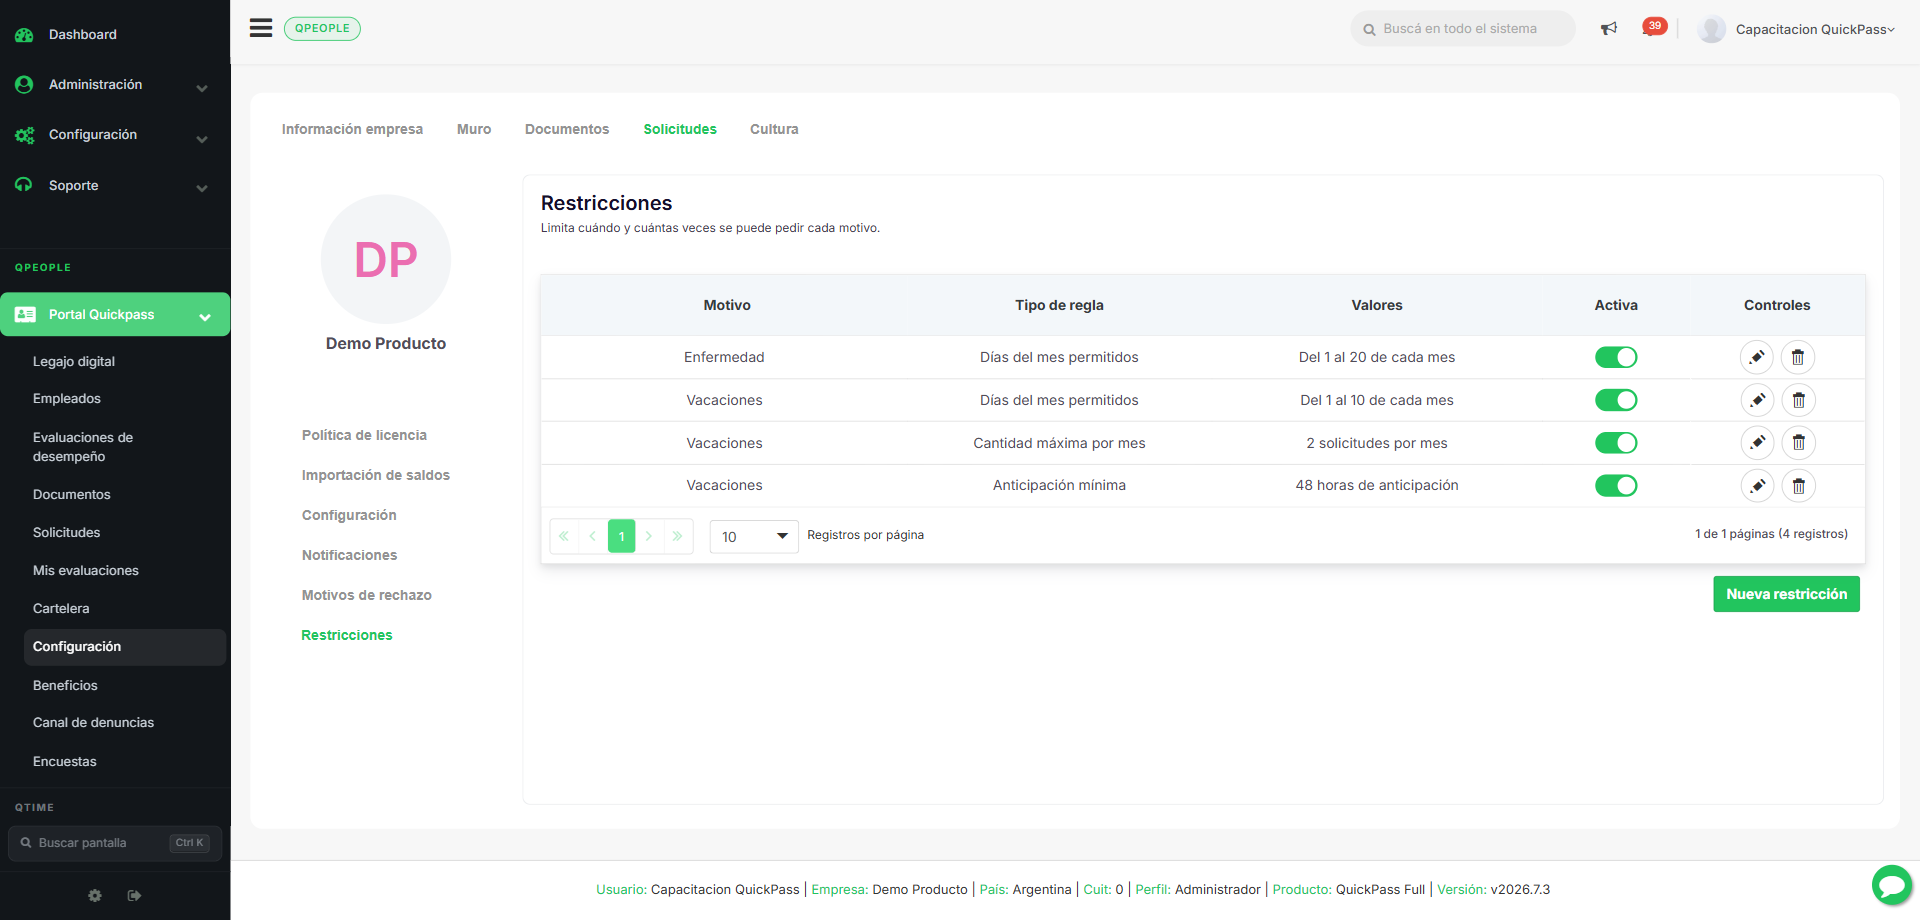 Dashboard
Administración
Configuración
Soporte
QPEOPLE
Portal Quickpass
Legajo digital
Empleados
Evaluaciones de
desempeño
Documentos
Solicitudes
Mis evaluaciones
Cartelera
Configuración
Beneficios
Canal de denuncias
Encuestas
QTIME
Buscar pantalla Ctrl K
QPEOPLE
Buscá en todo el sistema
39
Capacitacion QuickPass
Información empresa Muro Documentos Solicitudes Cultura
DP
Demo Producto
Política de licencia
Importación de saldos
Configuración
Notificaciones
Motivos de rechazo
Restricciones
Restricciones
Limita cuándo y cuántas veces se puede pedir cada motivo.
Motivo Tipo de regla Valores Activa Controles
Enfermedad Días del mes permitidos Del 1 al 20 de cada mes
Vacaciones Días del mes permitidos Del 1 al 10 de cada mes
Vacaciones Cantidad máxima por mes 2 solicitudes por mes
Vacaciones Anticipación mínima 48 horas de anticipación
« ‹ 1 › » 10 Registros por página 1 de 1 páginas (4 registros)
Nueva restricción
Usuario: Capacitacion QuickPass | Empresa: Demo Producto | País: Argentina | Cuit: 0 | Perfil: Administrador | Producto: QuickPass Full | Versión: v2026.7.3